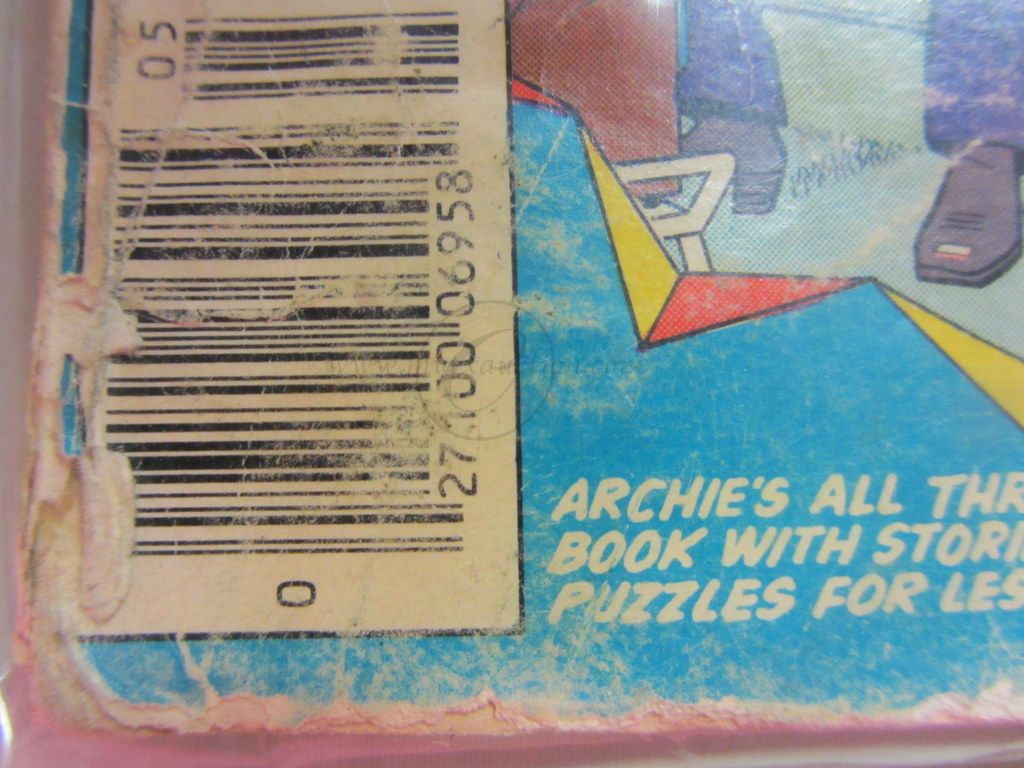 05
27100 06958
0
ARCHIE'S ALL THR
BOOK WITH STORI
PUZZLES FOR LES